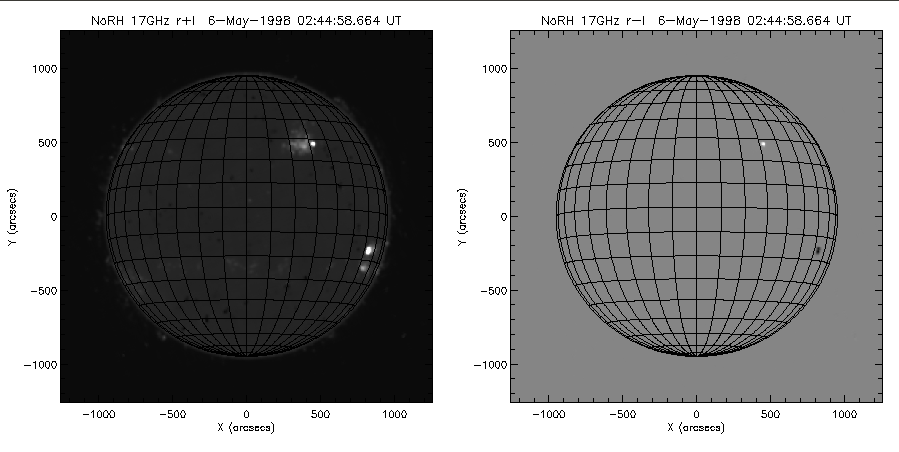 NoRH 17GHz r+l 6-May-1998 02:44:58.664 UT
1000
500
0
-500
-1000
Y (arcsecs)
-1000 -500 0 500 1000
X (arcsecs)
NoRH 17GHz r-l 6-May-1998 02:44:58.664 UT
1000
500
0
-500
-1000
Y (arcsecs)
-1000 -500 0 500 1000
X (arcsecs)